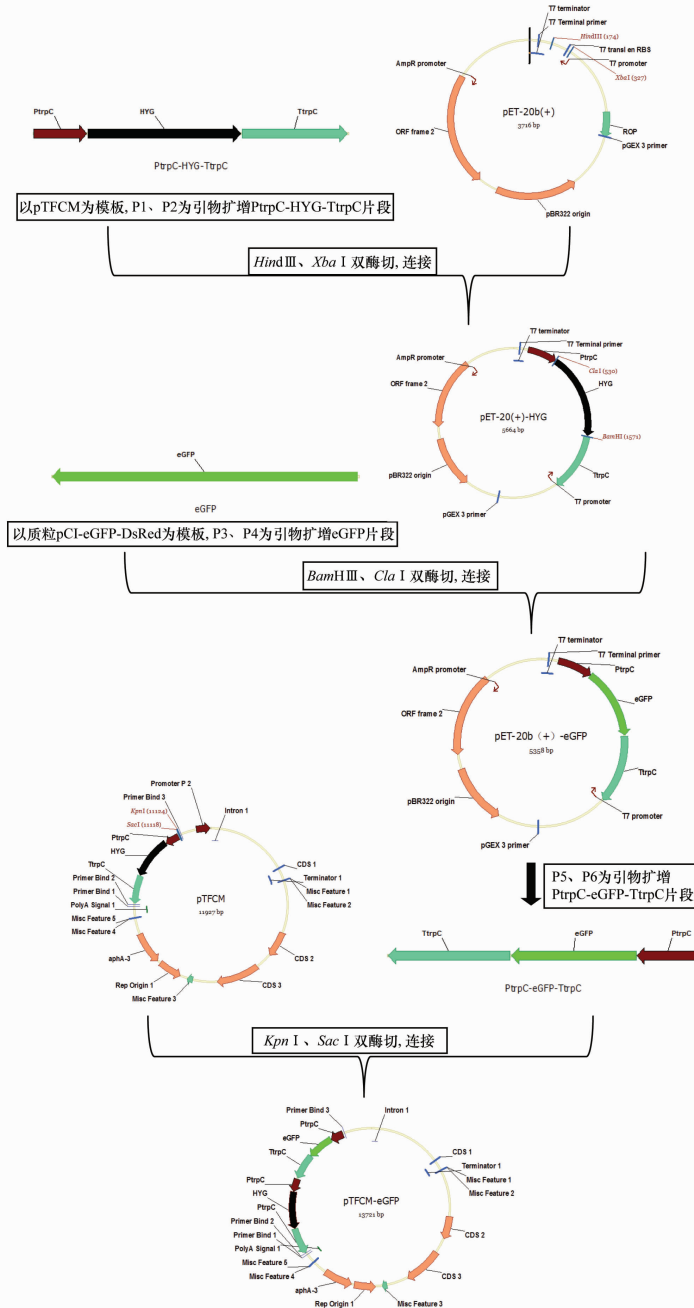 PtrpC
HYG
TtrpC
PtrpC-HYG-TtrpC
以pTFCM为模板, P1、P2为引物扩增PtrpC-HYG-TtrpC片段
T7 terminator
T7 Terminal primer
HindIII (174)
T7 transl en RBS
XbaI (327)
T7 promoter
AmpR promoter
pET-20b(+)
3716 bp
ORF frame 2
ROP
pGEX 3 primer
pBR322 origin
HindⅢ、XbaⅠ双酶切, 连接
T7 terminator
T7 Terminal primer
PtrpC
AmpR promoter
ClaI (530)
HYG
ORF frame 2
pET-20(+)-HYG
5664 bp
BamHI (1571)
pBR322 origin
TtrpC
T7 promoter
pGEX 3 primer
eGFP
eGFP
以质粒pCI-eGFP-DsRed为模板, P3、P4为引物扩增eGFP片段
BamHⅢ、ClaⅠ双酶切, 连接
T7 terminator
T7 Terminal primer
PtrpC
AmpR promoter
eGFP
ORF frame 2
pET-20b（+）-eGFP
5358 bp
TtrpC
pBR322 origin
T7 promoter
pGEX 3 primer
P5、P6为引物扩增
PtrpC-eGFP-TtrpC片段
Promoter P 2
Primer Bind 3
Intron 1
KpnI (11124)
SacI (11118)
PtrpC
HYG
TtrpC
CDS 1
Primer Bind 2
Terminator 1
Primer Bind 1
Misc Feature 1
pTFCM
PolyA Signal 1
Misc Feature 2
11927 bp
Misc Feature 5
Misc Feature 4
aphA-3
CDS 2
Rep Origin 1
CDS 3
Misc Feature 3
TtrpC
eGFP
PtrpC
PtrpC-eGFP-TtrpC
KpnⅠ、SacⅠ双酶切, 连接
Primer Bind 3
Intron 1
PtrpC
eGFP
TtrpC
CDS 1
Terminator 1
PtrpC
Misc Feature 1
HYG
Misc Feature 2
pTFCM-eGFP
PtrpC
13721 bp
Primer Bind 2
Primer Bind 1
CDS 2
PolyA Signal 1
Misc Feature 5
Misc Feature 4
CDS 3
aphA-3
Rep Origin 1
Misc Feature 3